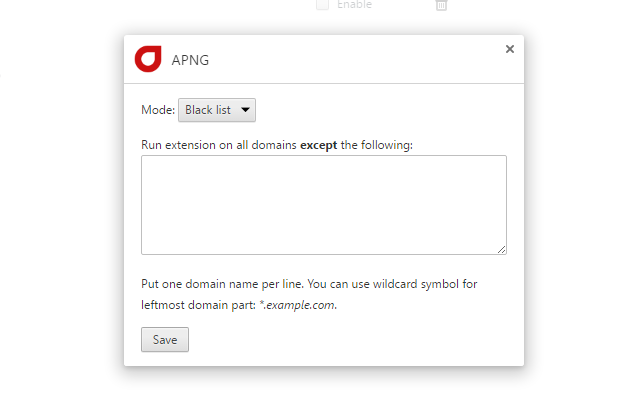 Enable
APNG
Mode: Black list
Run extension on all domains except the following:
Put one domain name per line. You can use wildcard symbol for
leftmost domain part: *.example.com.
Save